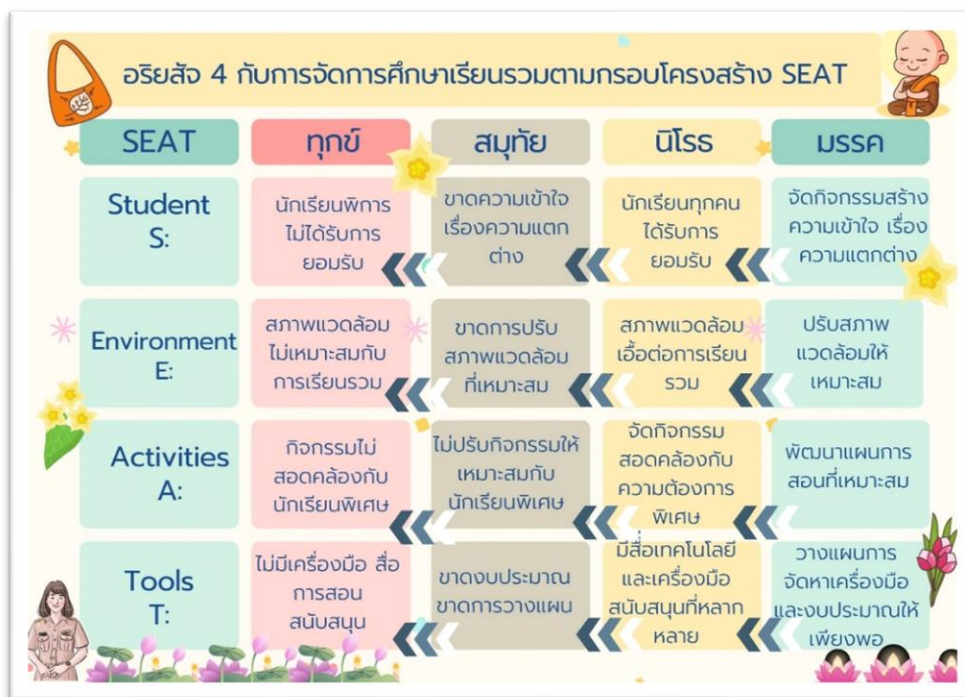 อริยสัจ 4 กับการจัดการศึกษาเรียนรวมตามกรอบโครงสร้าง SEAT
SEAT
ทุกข์
สมุทัย
นิโรธ
มรรค
Student
S:
นักเรียนพิการ
ไม่ได้รับการ
ยอมรับ
ขาดความเข้าใจ
เรื่องความแตก
ต่าง
นักเรียนทุกคน
ได้รับการ
ยอมรับ
จัดกิจกรรมสร้าง
ความเข้าใจ เรื่อง
ความแตกต่าง
Environment
E:
สภาพแวดล้อม
ไม่เหมาะสมกับ
การเรียนรวม
ขาดการปรับ
สภาพแวดล้อม
ที่เหมาะสม
สภาพแวดล้อม
เอื้อต่อการเรียน
รวม
ปรับสภาพ
แวดล้อมให้
เหมาะสม
Activities
A:
กิจกรรมไม่
สอดคล้องกับ
นักเรียนพิเศษ
ไม่ปรับกิจกรรมให้
เหมาะสมกับ
นักเรียนพิเศษ
จัดกิจกรรม
สอดคล้องกับ
ความต้องการ
พิเศษ
พัฒนาแผนการ
สอนที่เหมาะสม
Tools
T:
ไม่มีเครื่องมือ สื่อ
การสอน
สนับสนุน
ขาดงบประมาณ
ขาดการวางแผน
มีสื่อเทคโนโลยี
และเครื่องมือ
สนับสนุนที่หลาก
หลาย
วางแผนการ
จัดหาเครื่องมือ
และงบประมาณให้
เพียงพอ